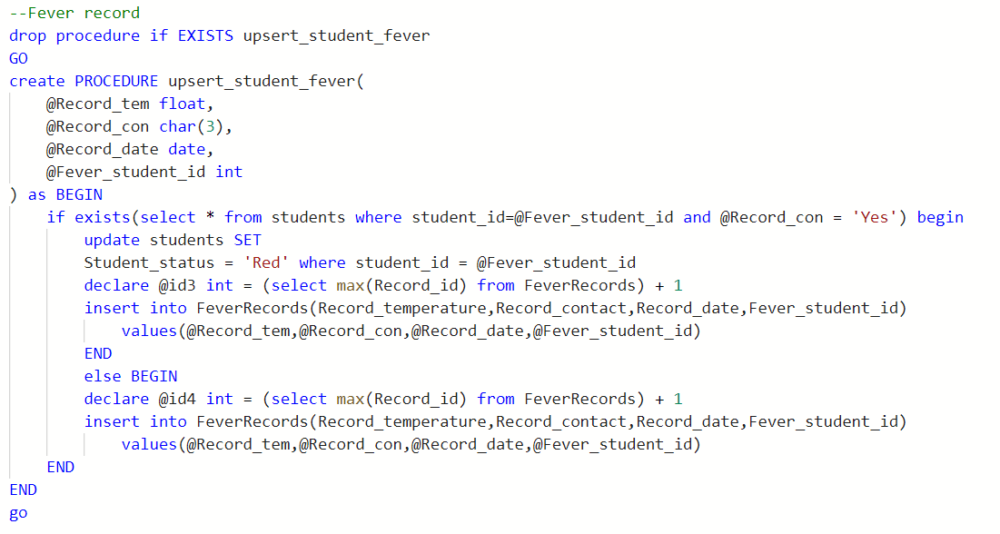 --Fever record
drop procedure if EXISTS upsert_student_fever
GO
create PROCEDURE upsert_student_fever(
    @Record_tem float,
    @Record_con char(3),
    @Record_date date,
    @Fever_student_id int
) as BEGIN
    if exists(select * from students where student_id=@Fever_student_id and @Record_con = 'Yes') begin
        update students SET
        Student_status = 'Red' where student_id = @Fever_student_id
        declare @id3 int = (select max(Record_id) from FeverRecords) + 1
        insert into FeverRecords(Record_temperature,Record_contact,Record_date,Fever_student_id)
            values(@Record_tem,@Record_con,@Record_date,@Fever_student_id)
        END
        else BEGIN
        declare @id4 int = (select max(Record_id) from FeverRecords) + 1
        insert into FeverRecords(Record_temperature,Record_contact,Record_date,Fever_student_id)
            values(@Record_tem,@Record_con,@Record_date,@Fever_student_id)
    END
END
go